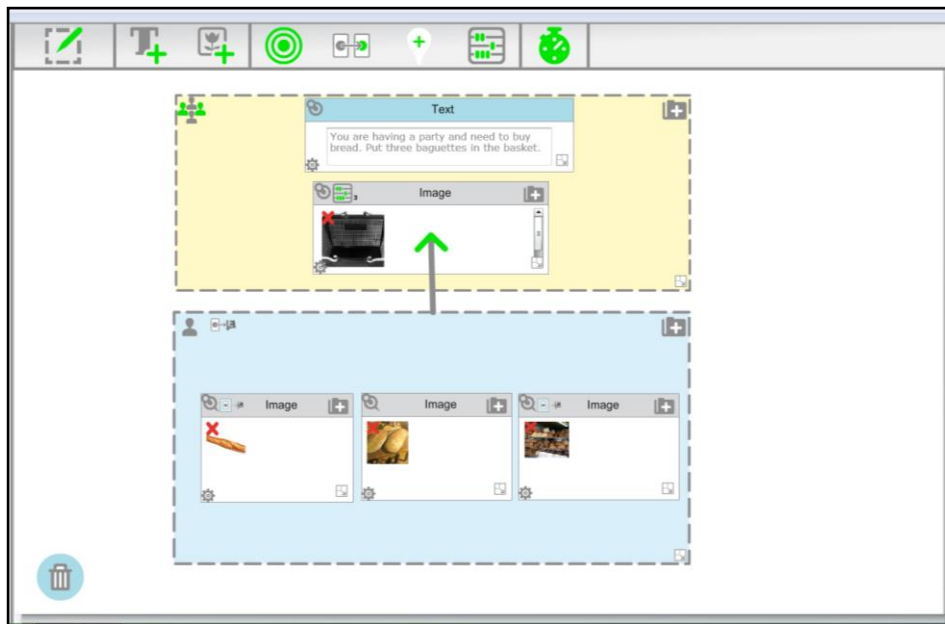 Text
You are having a party and need to buy
bread. Put three baguettes in the basket.
3
Image
Image
Image
Image